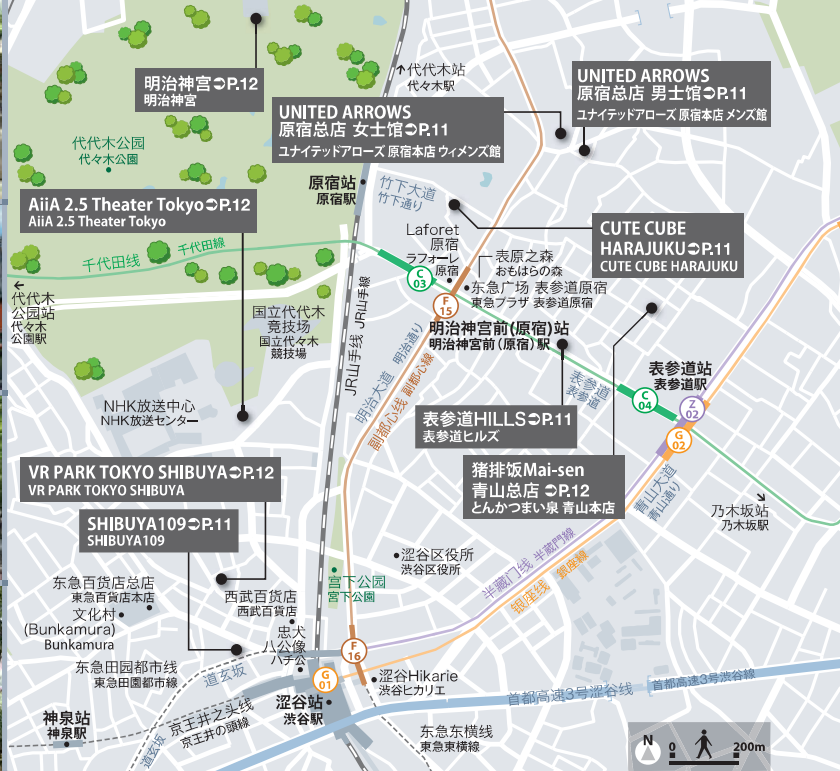 明治神宫➲P.12
明治神宮
↑代代木站
代々木駅
UNITED ARROWS
原宿总店 男士馆➲P.11
ユナイテッドアローズ 原宿本店 メンズ館
UNITED ARROWS
原宿总店 女士馆➲P.11
ユナイテッドアローズ 原宿本店 ウィメンズ館
代代木公园
代々木公園
原宿站
原宿駅
竹下大道
竹下通り
AiiA 2.5 Theater Tokyo➲P.12
AiiA 2.5 Theater Tokyo
Laforet
原宿
ラフォーレ
原宿
CUTE CUBE
HARAJUKU➲P.11
CUTE CUBE HARAJUKU
千代田线
千代田線
表原之森
おもはらの森
C
03
东急广场 表参道原宿
東急プラザ 表参道原宿
F
15
←
代代木
公园站
代々木
公園駅
国立代代木
竞技场
国立代々木
競技場
JR山手线
JR山手線
明治神宫前(原宿)站
明治神宮前(原宿)駅
明治大道
明治通り
副都心线
副都心線
表参道
表参道
表参道站
表参道駅
C
04
Z
02
G
02
NHK放送中心
NHK放送センター
表参道HILLS➲P.11
表参道ヒルズ
猪排饭Mai-sen
青山总店 ➲P.12
とんかつまい泉 青山本店
青山大道
青山通り
乃木坂站
乃木坂駅
↘
VR PARK TOKYO SHIBUYA➲P.12
VR PARK TOKYO SHIBUYA
SHIBUYA109➲P.11
SHIBUYA109
涩谷区役所
渋谷区役所
半藏门线
半蔵門線
银座线
銀座線
宫下公园
宮下公園
东急百货店总店
東急百貨店本店
西武百货店
西武百貨店
文化村
(Bunkamura)
Bunkamura
忠犬
八公像
ハチ公
F
16
东急田园都市线
東急田園都市線
道玄坂
G
01
涩谷Hikarie
渋谷ヒカリエ
首都高速3号涩谷线
首都高速3号渋谷線
涩谷站
渋谷駅
神泉站
神泉駅
京王井之头线
京王井の頭線
道玄坂
东急东横线
東急東横線
N
0
200m